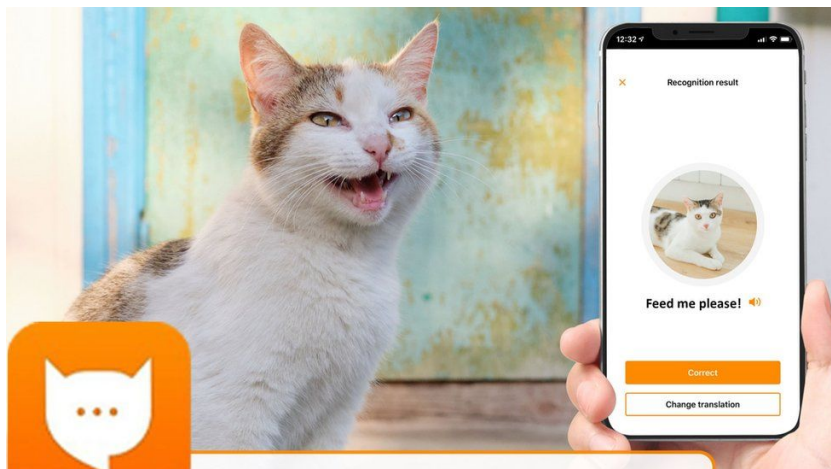 12:32
Recognition result
Feed me please!
Correct
Change translation